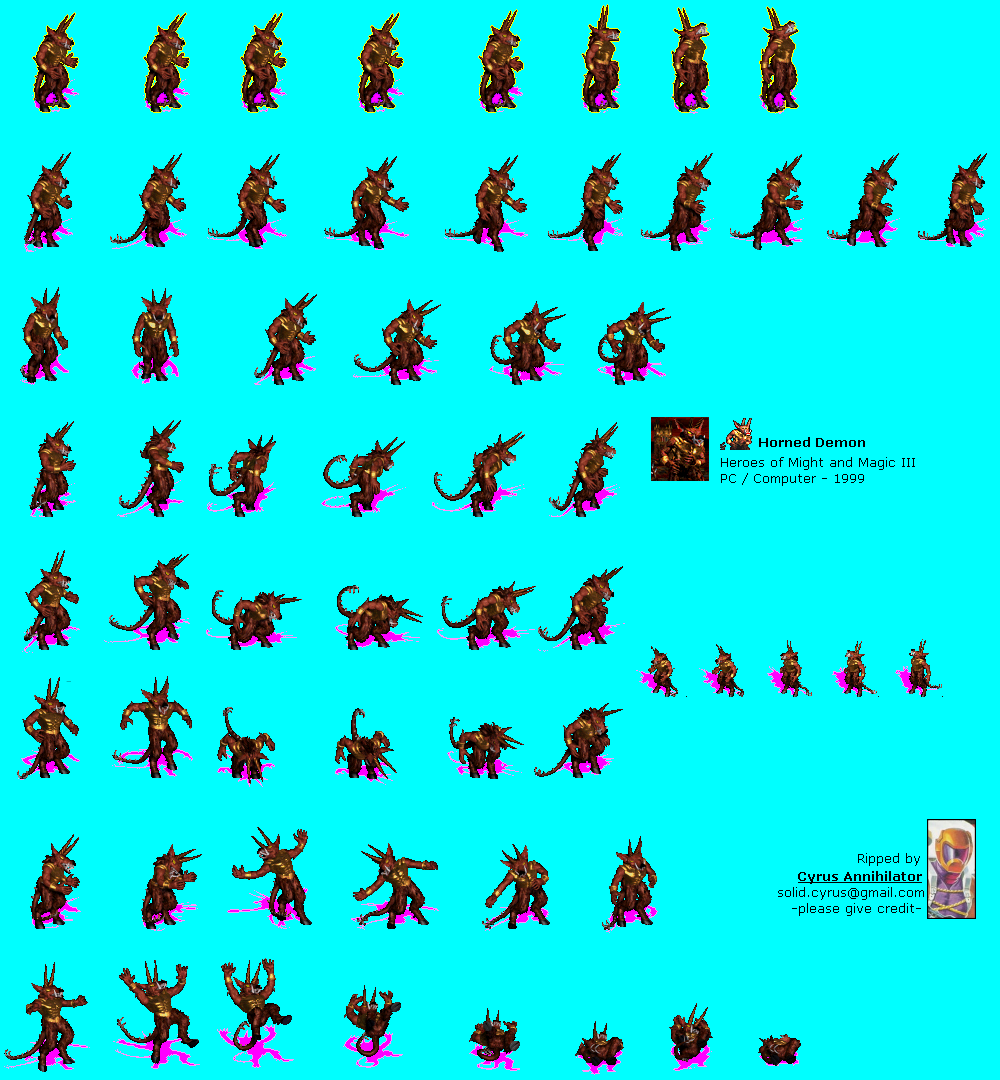 Horned Demon
Heroes of Might and Magic III
PC / Computer - 1999
Ripped by
Cyrus Annihilator
solid.cyrus@gmail.com
-please give credit-